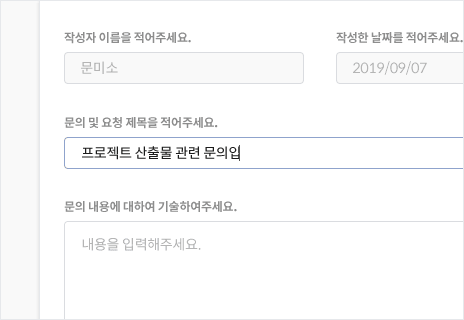 작성자 이름을 적어주세요.
작성한 날짜를 적어주세요.
문미소
2019/09/07
문의 및 요청 제목을 적어주세요.
프로젝트 산출물 관련 문의입
문의 내용에 대하여 기술하여주세요.
내용을 입력해주세요.